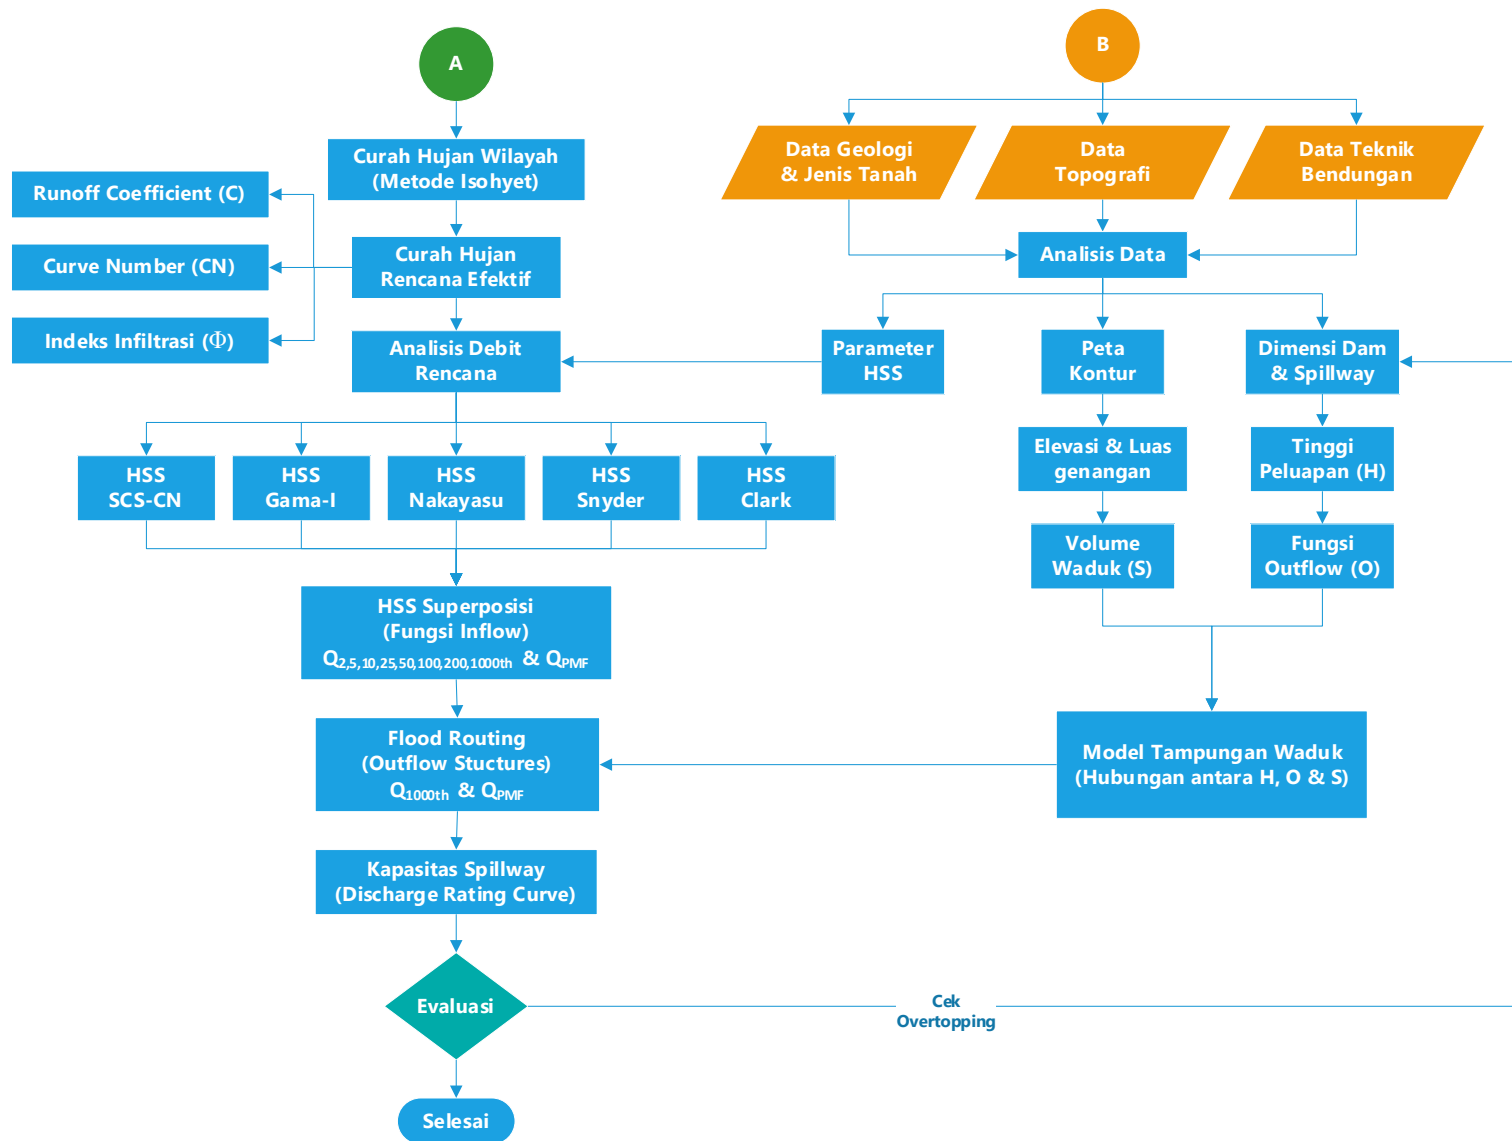 A
B
Curah Hujan Wilayah
(Metode Isohyet)
Data Geologi
& Jenis Tanah
Data
Topografi
Data Teknik
Bendungan
Runoff Coefficient (C)
Curve Number (CN)
Indeks Infiltrasi (Φ)
Curah Hujan
Rencana Efektif
Analisis Data
Analisis Debit
Rencana
Parameter
HSS
Peta
Kontur
Dimensi Dam
& Spillway
HSS
SCS-CN
HSS
Gama-I
HSS
Nakayasu
HSS
Snyder
HSS
Clark
Elevasi & Luas
genangan
Tinggi
Peluapan (H)
Volume
Waduk (S)
Fungsi
Outflow (O)
HSS Superposisi
(Fungsi Inflow)
Q2,5,10,25,50,100,200,1000th & QPMF
Flood Routing
(Outflow Stuctures)
Q1000th & QPMF
Model Tampungan Waduk
(Hubungan antara H, O & S)
Kapasitas Spillway
(Discharge Rating Curve)
Evaluasi
Cek
Overtopping
Selesai